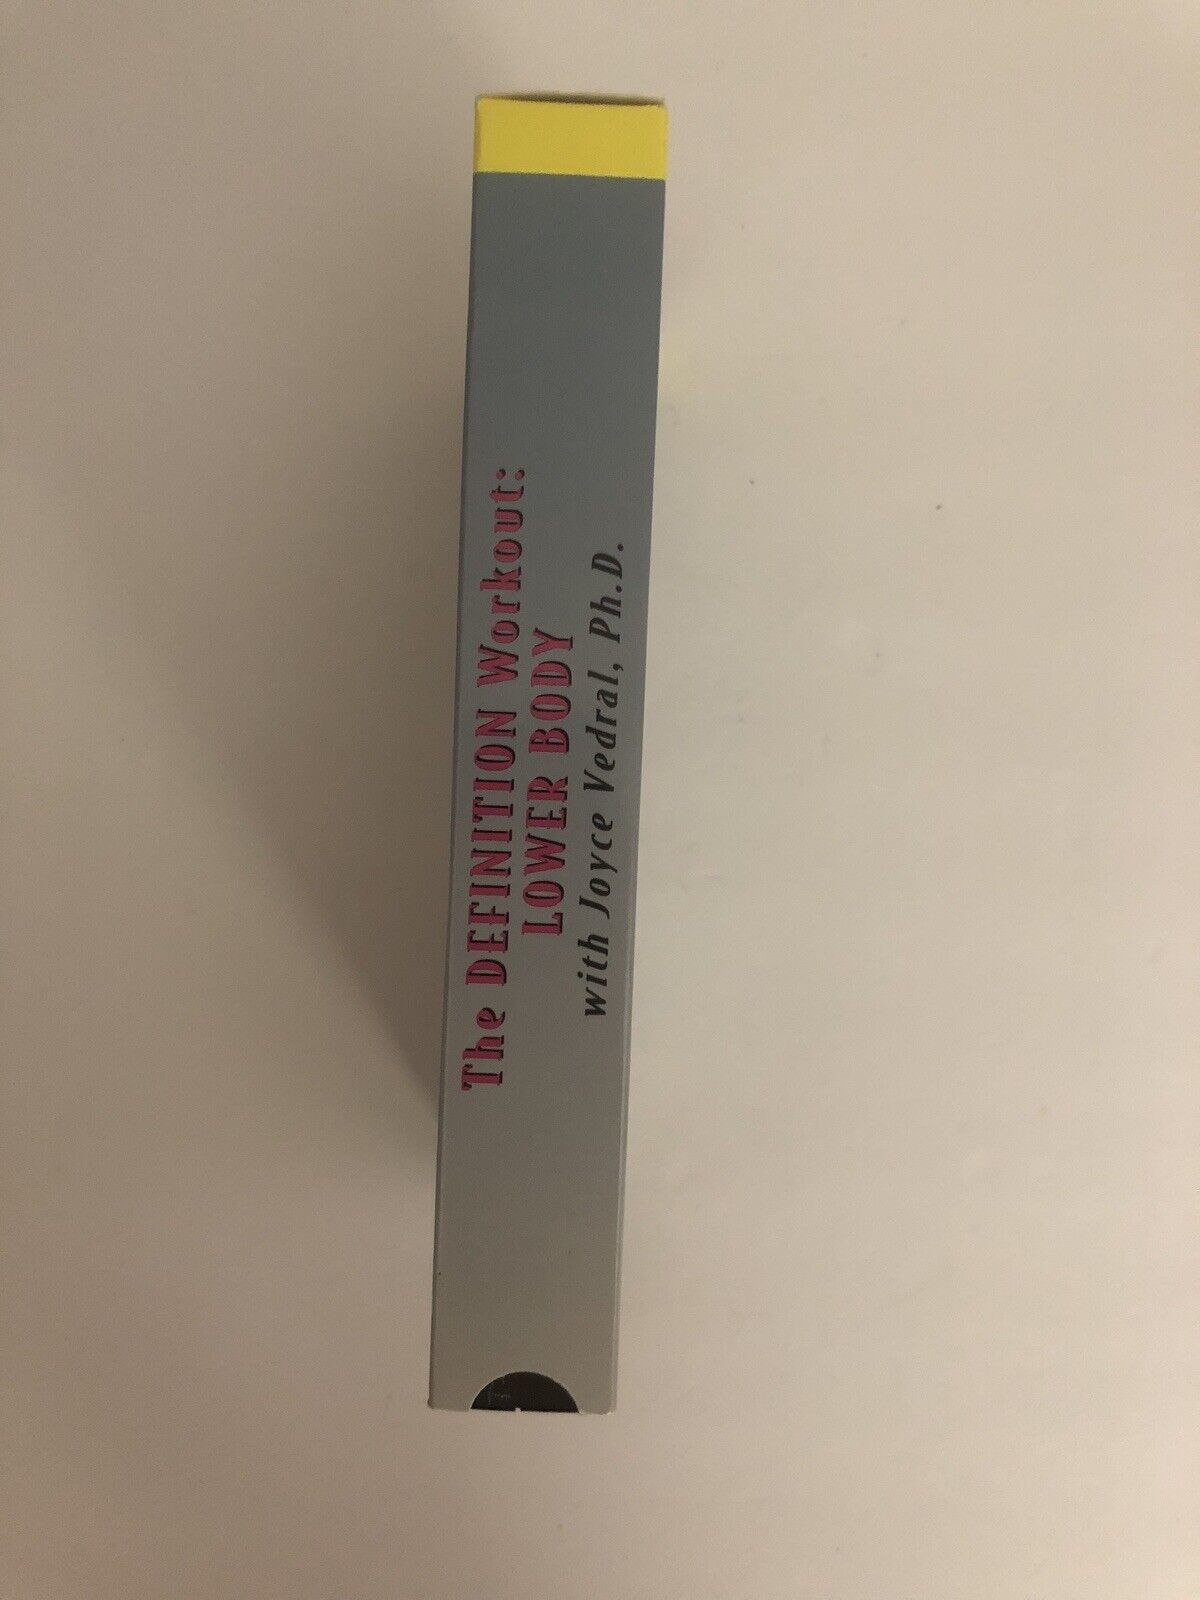 The DEFINITION Workout:
LOWER BODY
with Joyce Vedral, Ph.D.